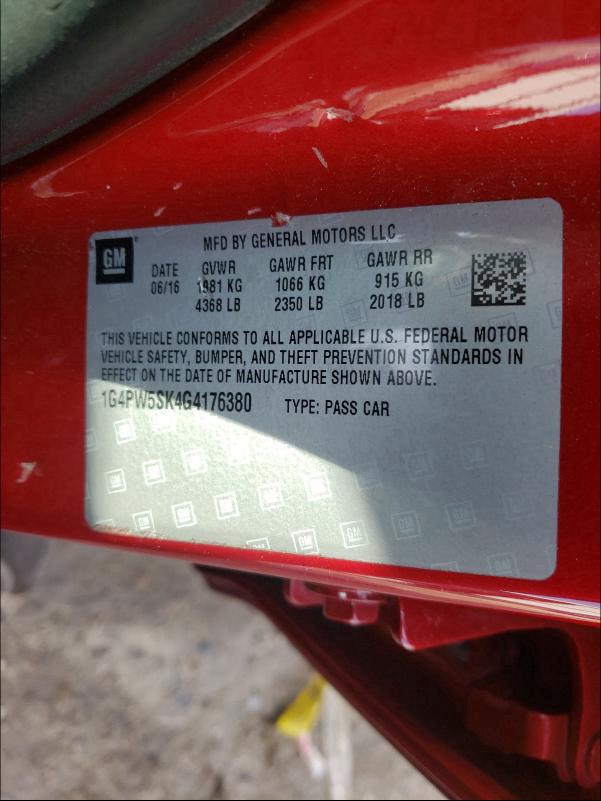 GM
MFD BY GENERAL MOTORS LLC
DATE GVWR GAWR FRT GAWR RR
06/16 1981 KG 1066 KG 915 KG
4368 LB 2350 LB 2018 LB
THIS VEHICLE CONFORMS TO ALL APPLICABLE U.S. FEDERAL MOTOR
VEHICLE SAFETY, BUMPER, AND THEFT PREVENTION STANDARDS IN
EFFECT ON THE DATE OF MANUFACTURE SHOWN ABOVE.
1G4PW5SK4G4176380 TYPE: PASS CAR